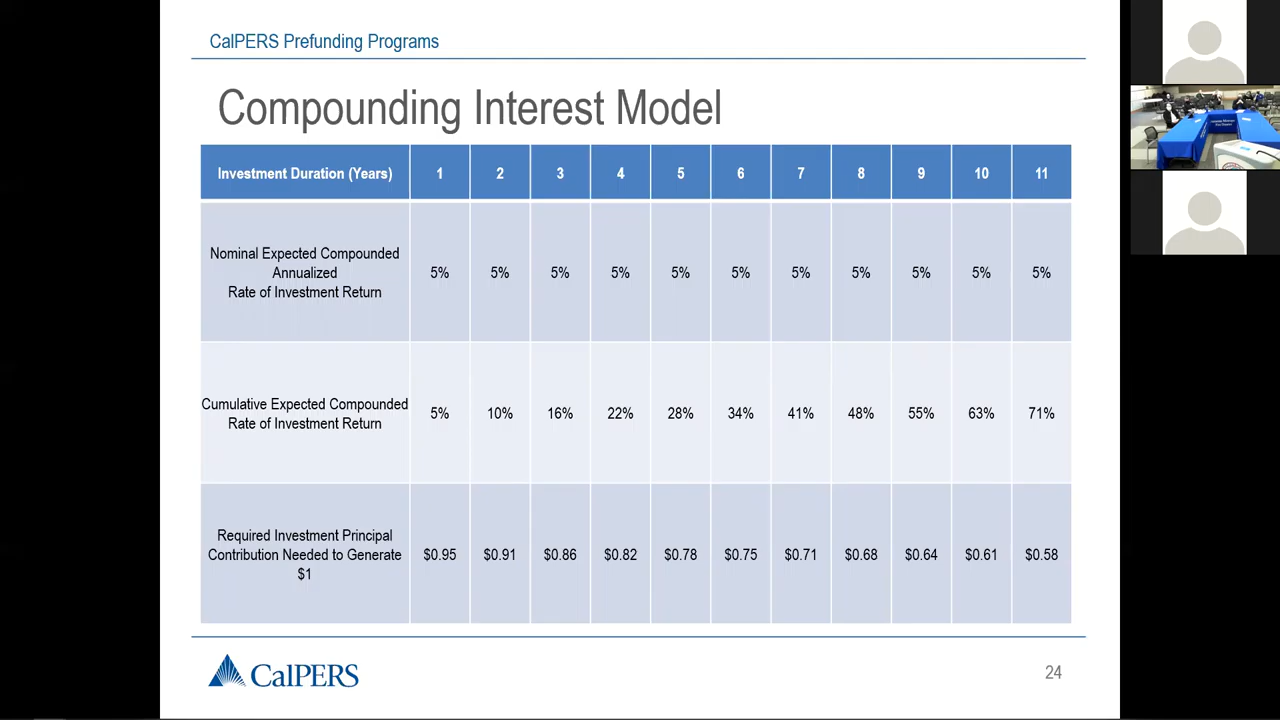 CalPERS Prefunding Programs
Compounding Interest Model
Investment Duration (Years) 1 2 3 4 5 6 7 8 9 10 11
Nominal Expected Compounded
Annualized
Rate of Investment Return
5% 5% 5% 5% 5% 5% 5% 5% 5% 5% 5%
Cumulative Expected Compounded
Rate of Investment Return
5% 10% 16% 22% 28% 34% 41% 48% 55% 63% 71%
Required Investment Principal
Contribution Needed to Generate
$1
$0.95 $0.91 $0.86 $0.82 $0.78 $0.75 $0.71 $0.68 $0.64 $0.61 $0.58
CalPERS
24